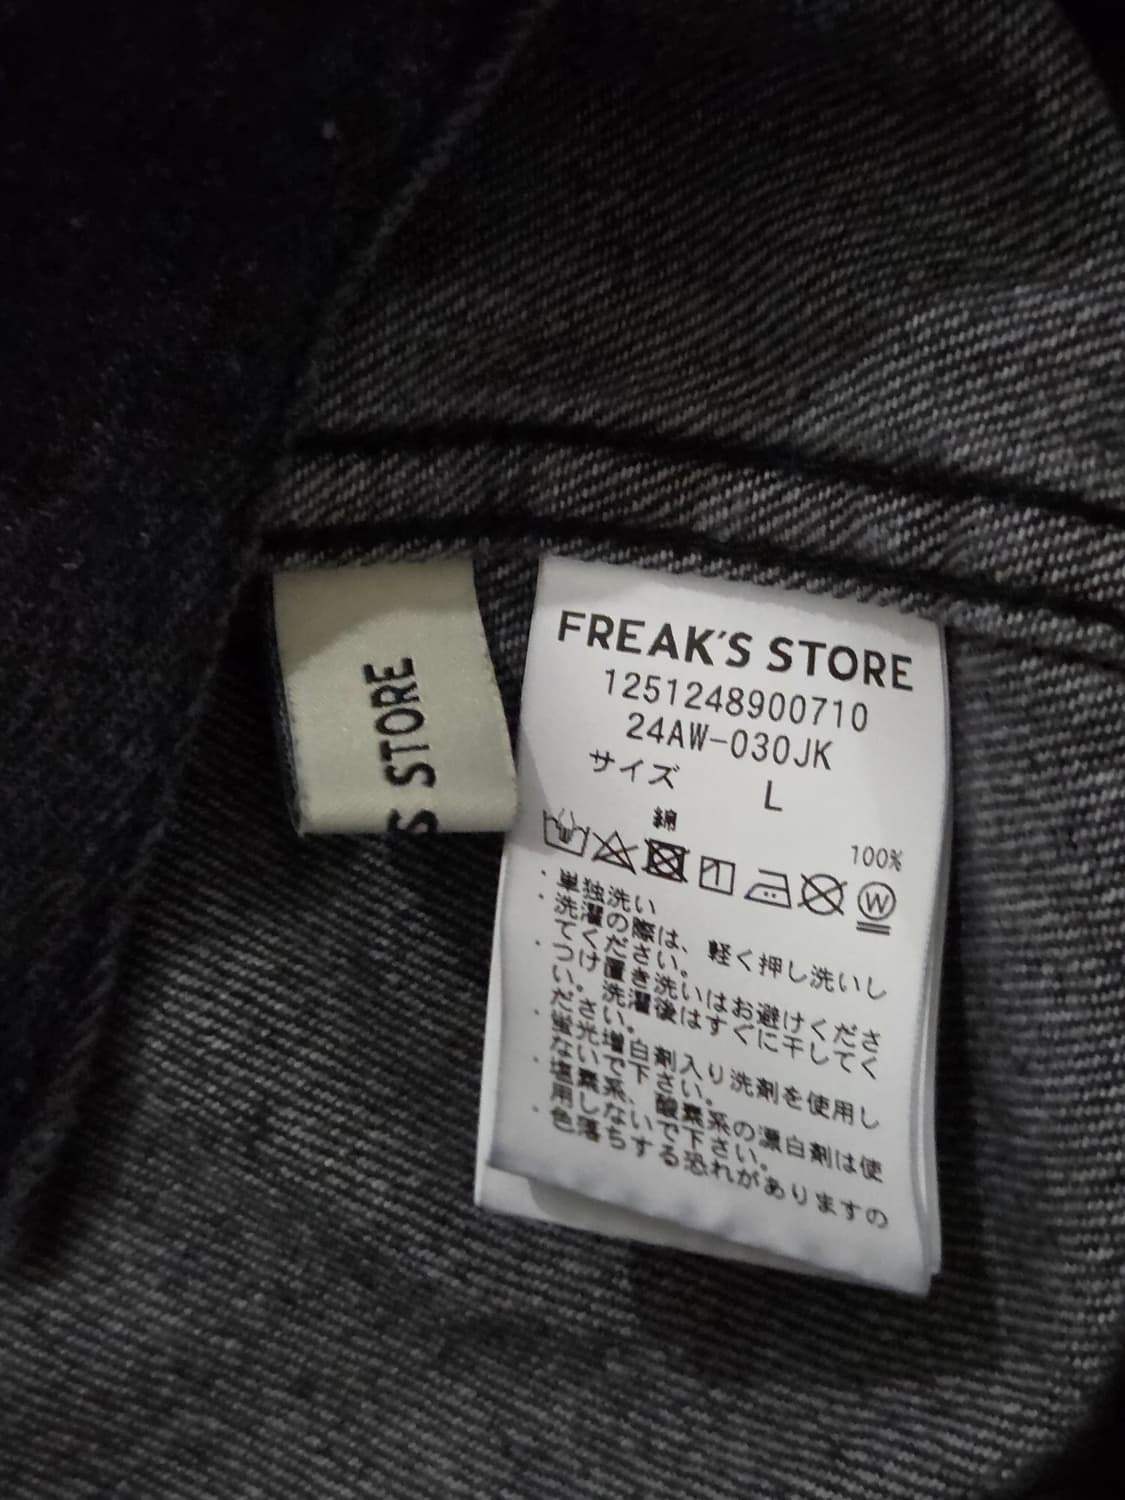 S STORE
FREAK'S STORE
1251248900710
24AW-030JK
サイズ L
綿 100%
W
・単独洗い
・洗濯の際は、軽く押し洗いし
てください。
・つけ置き洗いはお避けくださ
い。洗濯後はすぐに干してく
ださい。
・蛍光増白剤入り洗剤を使用し
ないで下さい。
・塩素系、酸素系の漂白剤は使
用しないで下さい。
・色落ちする恐れがありますの